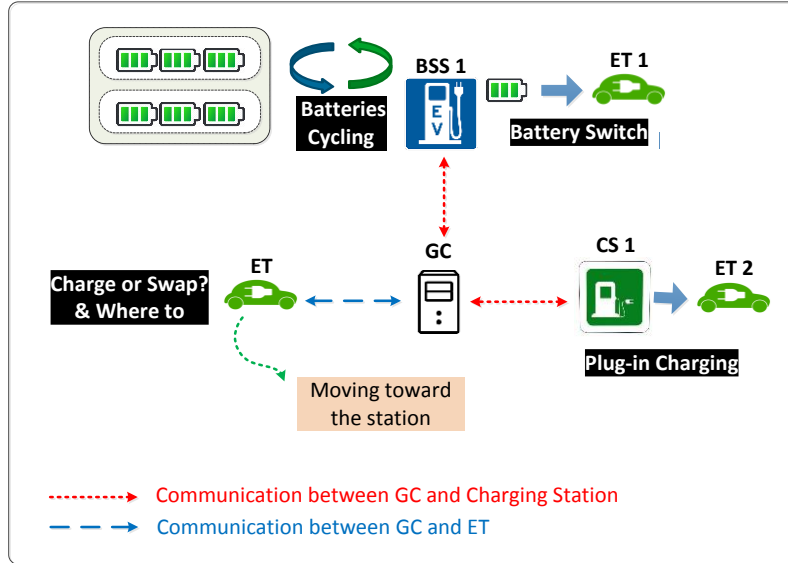 BSS 1
ET 1
E
V
Batteries
Cycling
Battery Switch
GC
CS 1
ET
ET 2
Charge or Swap?
& Where to
Plug-in Charging
Moving toward
the station
Communication between GC and Charging Station
Communication between GC and ET